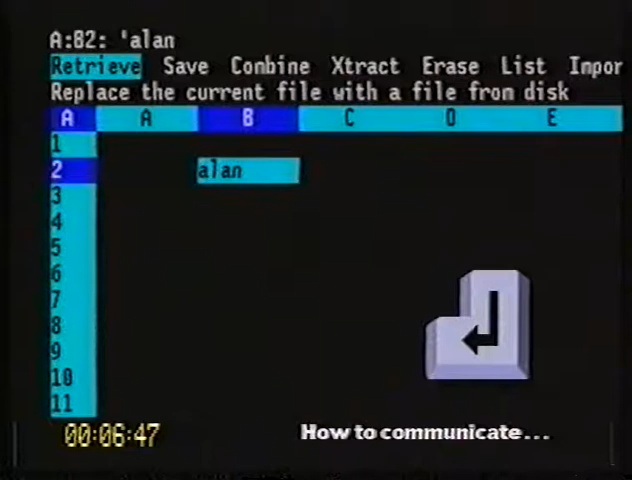 A:B2: 'alan
Retrieve Save Combine Xtract Erase List Impor
Replace the current file with a file from disk
A A B C D E
1
2 alan
3
4
5
6
7
8
9
10
11
00:06:47 How to communicate...